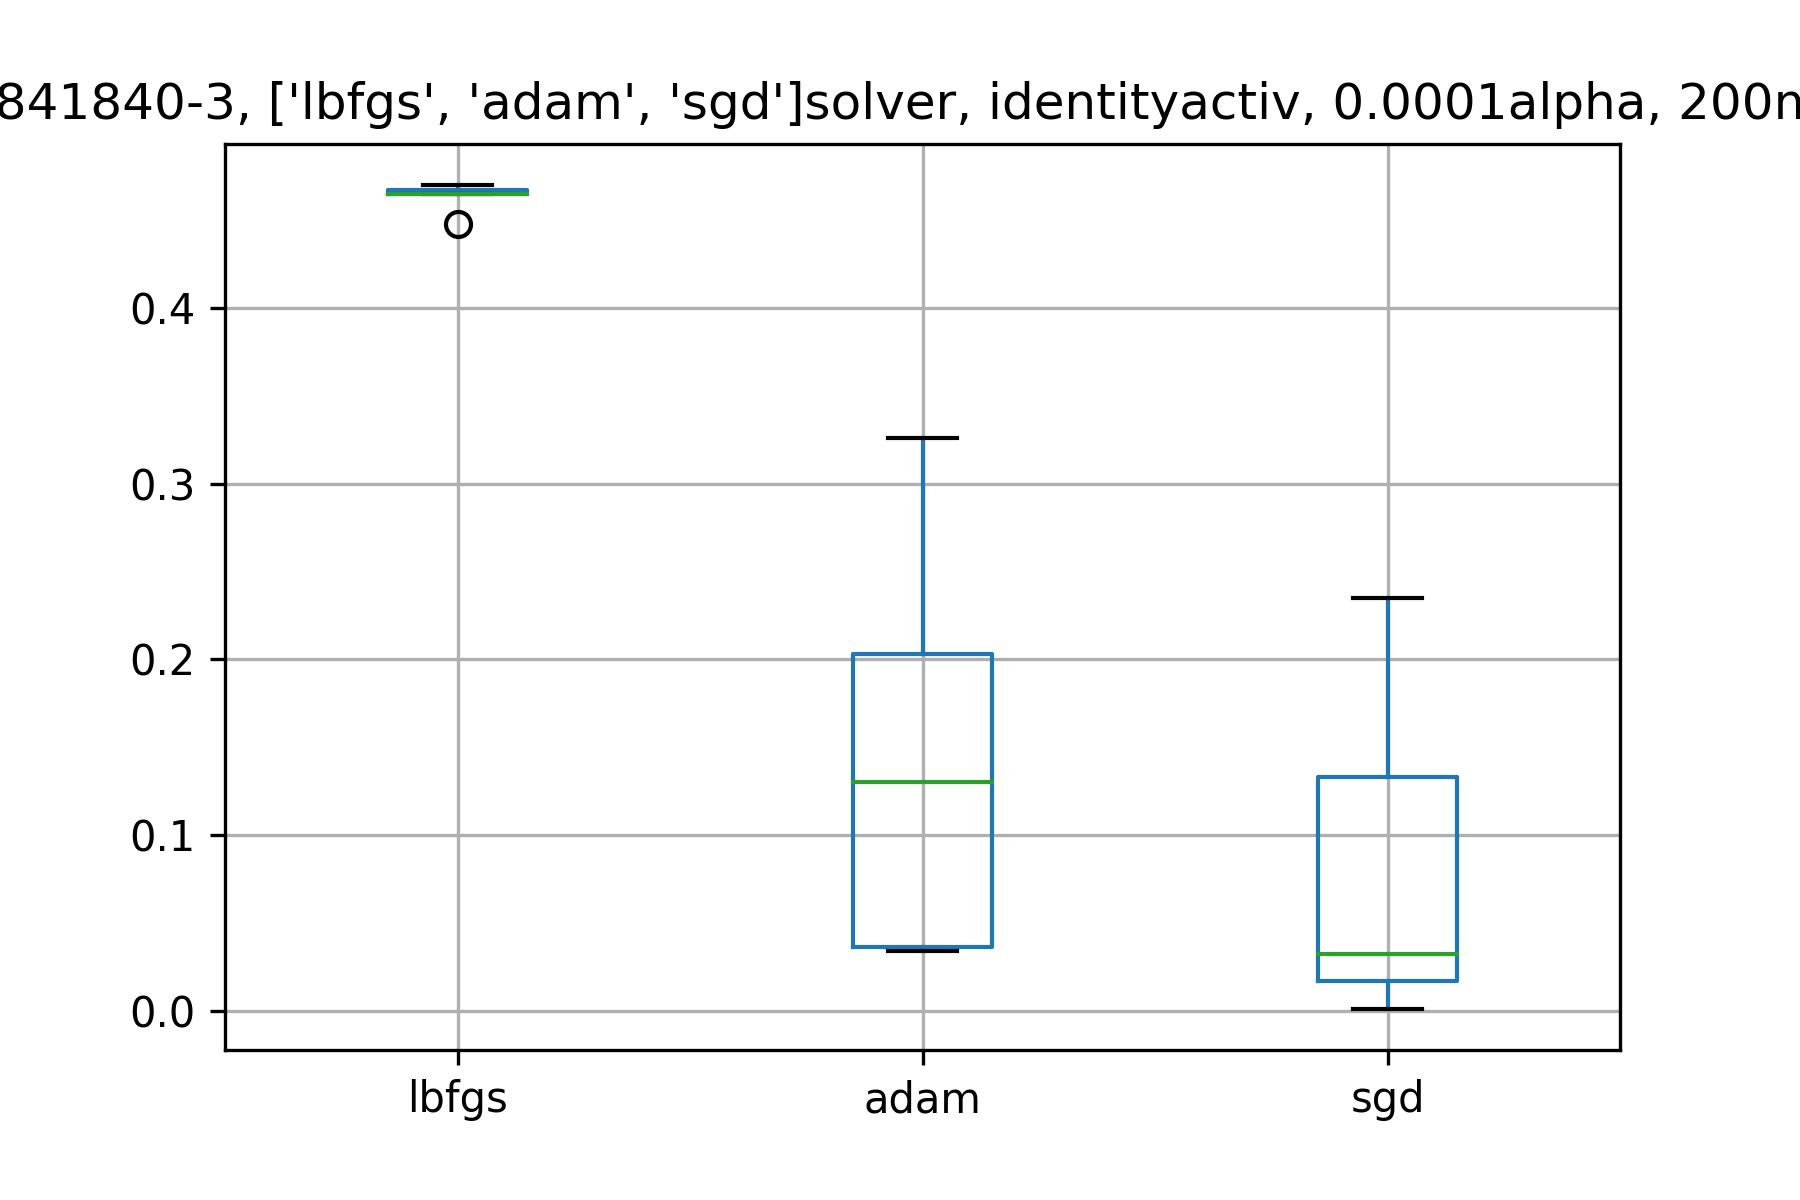 841840-3, ['lbfgs', 'adam', 'sgd']solver, identityactiv, 0.0001alpha, 200
0.4
0.3
0.2
0.1
0.0
lbfgs adam sgd